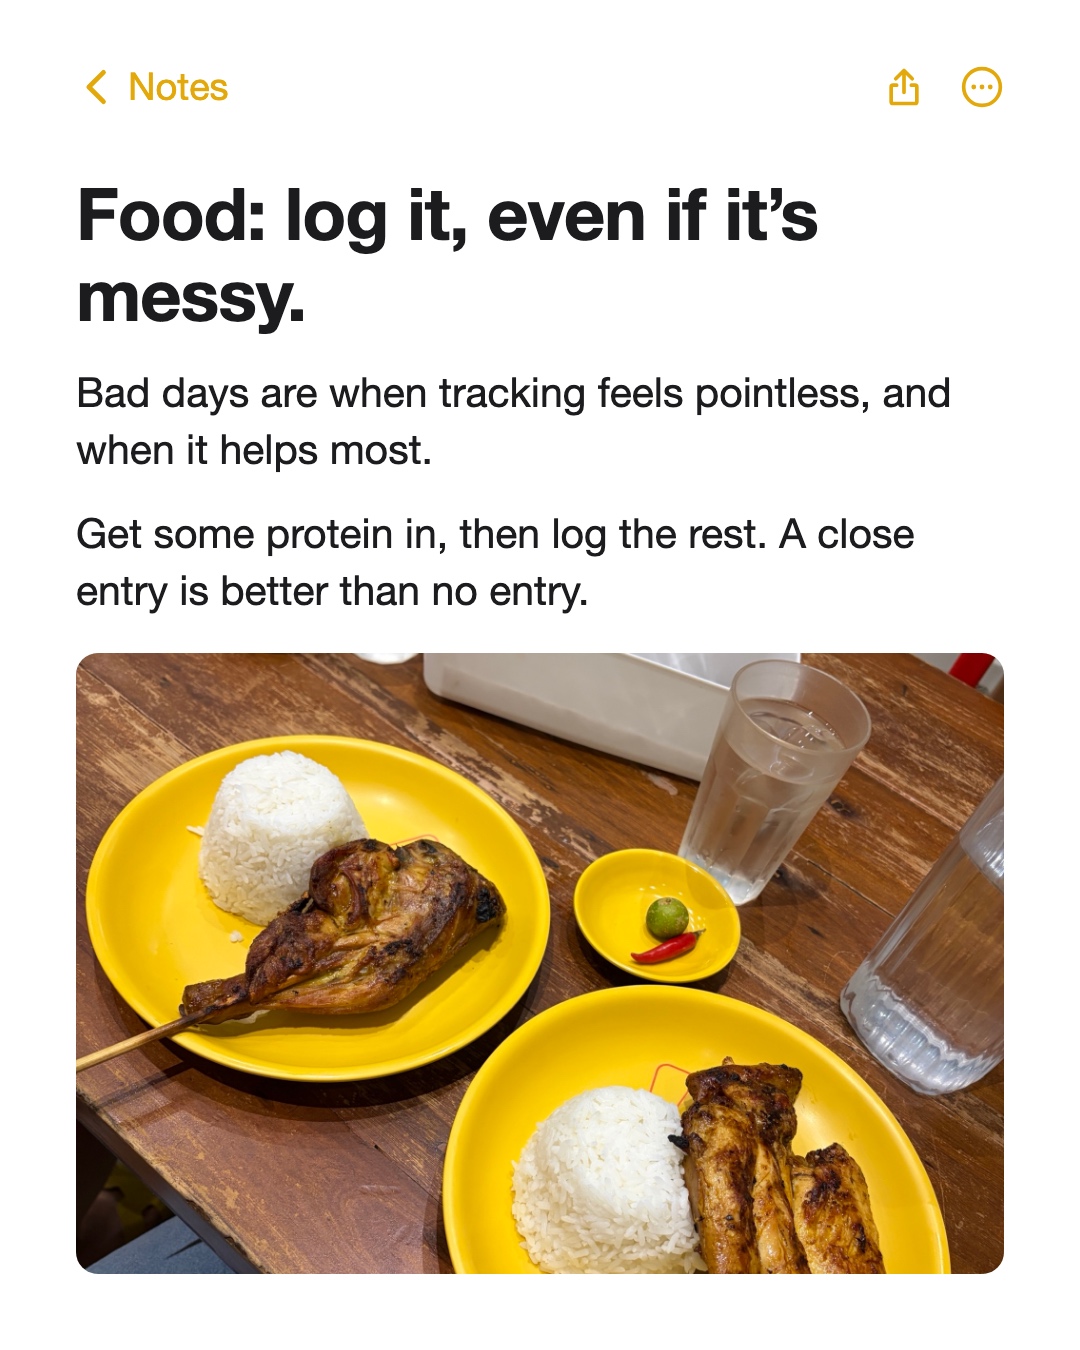 Notes
Food: log it, even if it’s
messy.
Bad days are when tracking feels pointless, and
when it helps most.
Get some protein in, then log the rest. A close
entry is better than no entry.